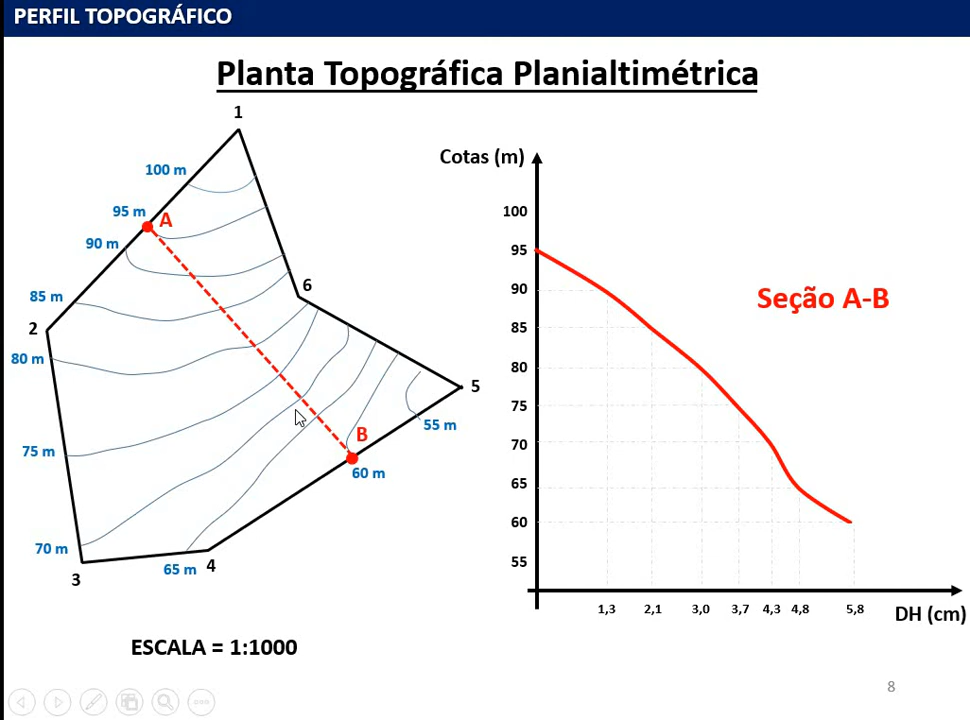 PERFIL TOPOGRÁFICO
Planta Topográfica Planialtimétrica
1
100 m
95 m
A
90 m
85 m
6
2
80 m
5
55 m
B
75 m
60 m
70 m
3
65 m
4
ESCALA = 1:1000
Cotas (m)
100
95
90
85
80
75
70
65
60
55
Seção A-B
1,3 2,1 3,0 3,7 4,3 4,8 5,8
DH (cm)
8